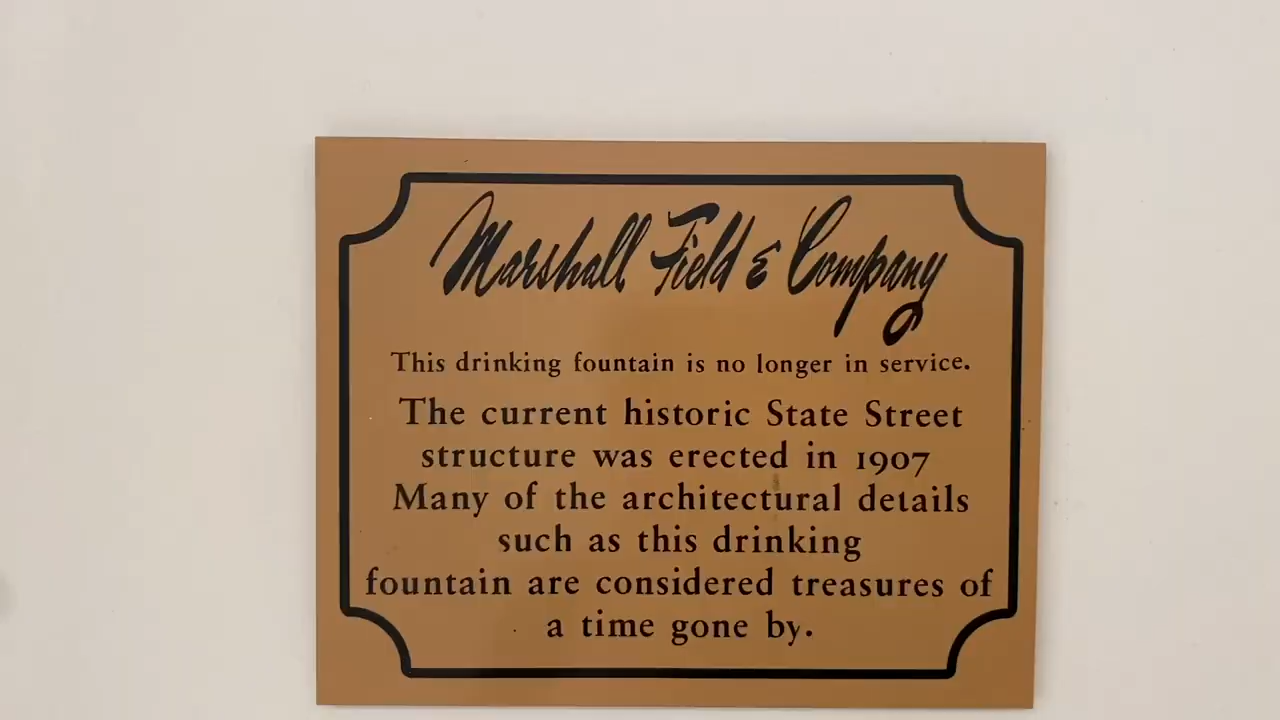 Marshall Field & Company
This drinking fountain is no longer in service.
The current historic State Street
structure was erected in 1907
Many of the architectural details
such as this drinking
fountain are considered treasures of
a time gone by.